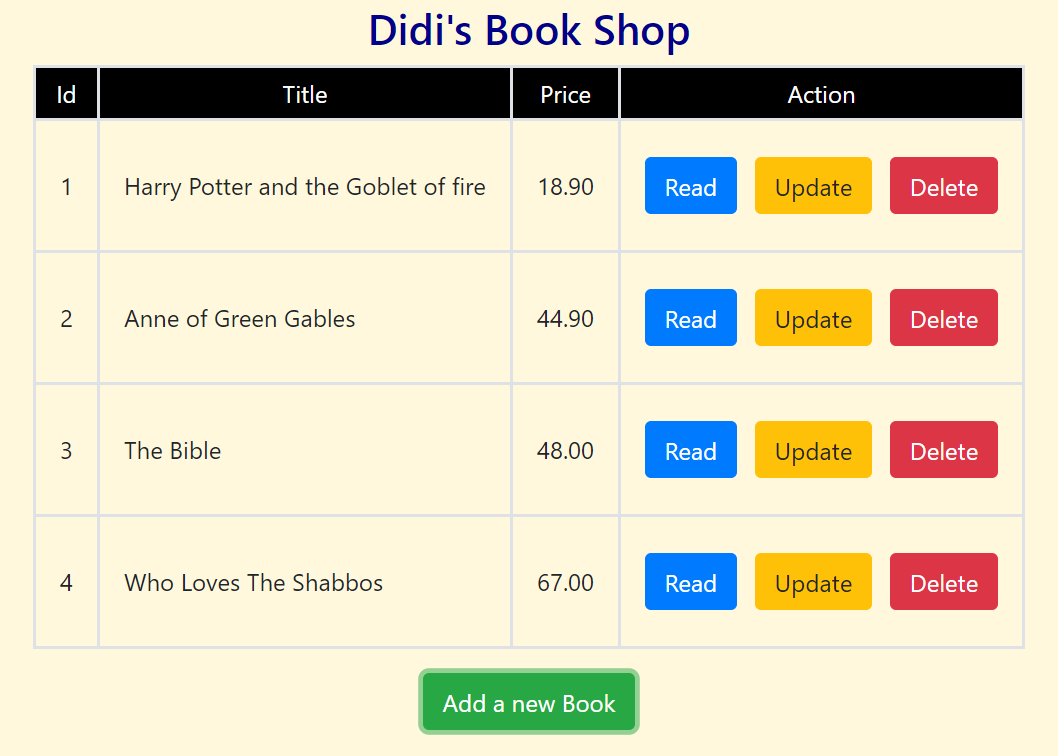 Didi's Book Shop
Id Title Price Action
1 Harry Potter and the Goblet of fire 18.90 Read Update Delete
2 Anne of Green Gables 44.90 Read Update Delete
3 The Bible 48.00 Read Update Delete
4 Who Loves The Shabbos 67.00 Read Update Delete
Add a new Book